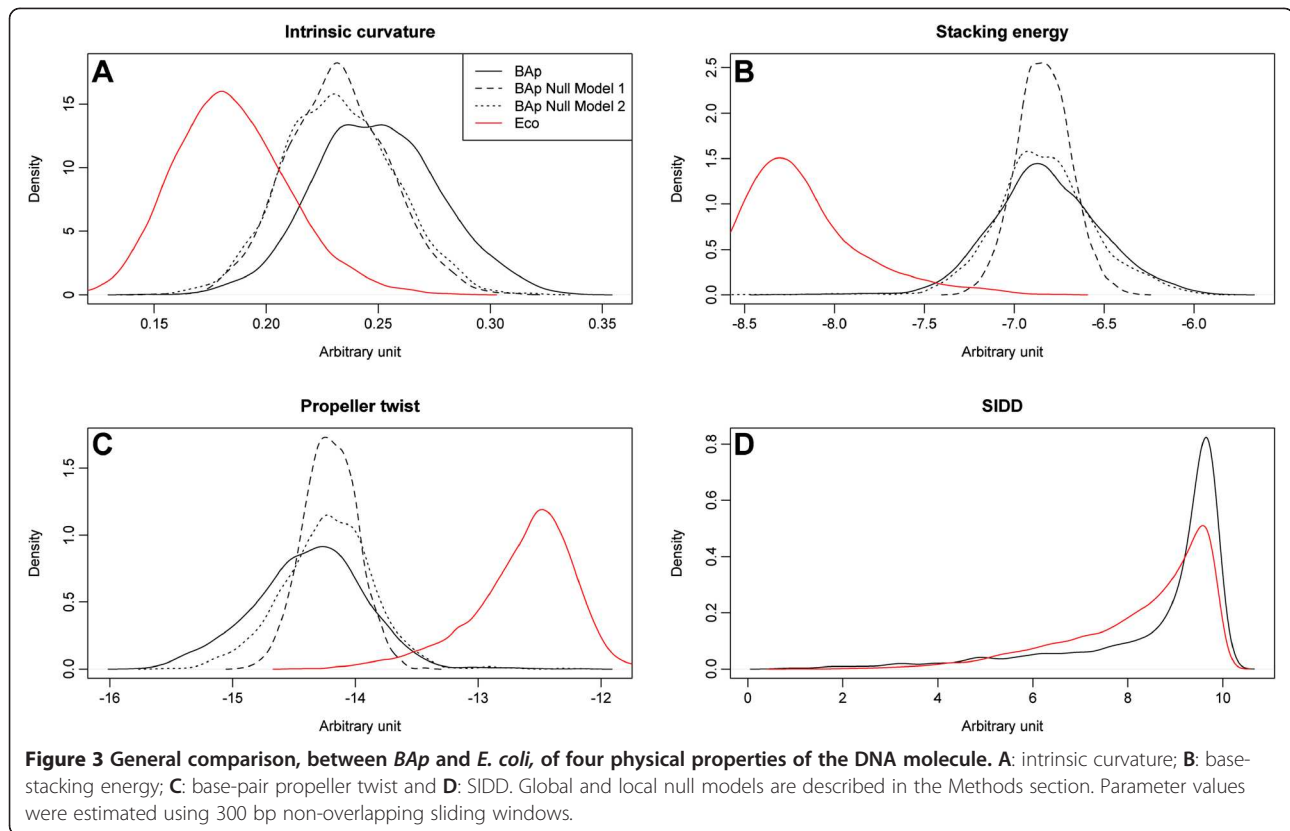 Intrinsic curvature
A
Density
0 5 10 15
0.15 0.20 0.25 0.30 0.35
Arbitrary unit
BAp
BAp Null Model 1
BAp Null Model 2
Eco
Stacking energy
B
Density
0.0 0.5 1.0 1.5 2.0 2.5
-8.5 -8.0 -7.5 -7.0 -6.5 -6.0
Arbitrary unit
Propeller twist
C
Density
0.0 0.5 1.0 1.5
-16 -15 -14 -13 -12
Arbitrary unit
SIDD
D
Density
0.0 0.2 0.4 0.6 0.8
0 2 4 6 8 10
Arbitrary unit
Figure 3 General comparison, between BAp and E. coli, of four physical properties of the DNA molecule. A: intrinsic curvature; B: base-
stacking energy; C: base-pair propeller twist and D: SIDD. Global and local null models are described in the Methods section. Parameter values
were estimated using 300 bp non-overlapping sliding windows.